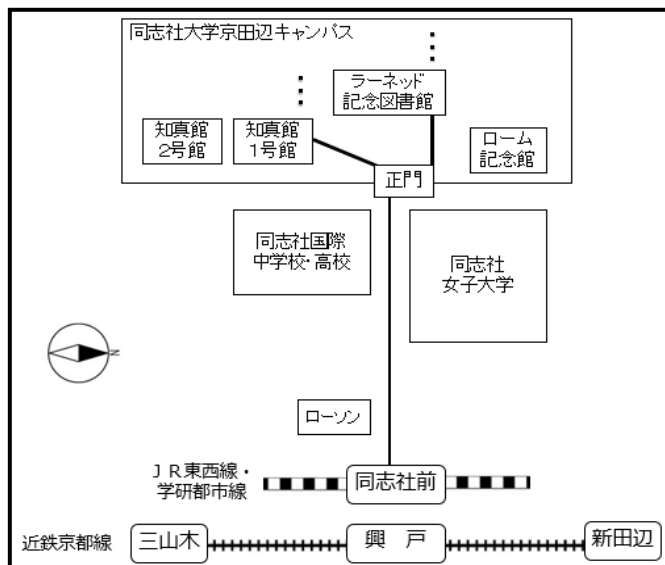 同志社大学京田辺キャンパス
ラーネッド
記念図書館
知真館
2号館
知真館
1号館
ローム
記念館
正門
同志社国際
中学校・高校
同志社
女子大学
N
ローソン
ＪＲ東西線・
学研都市線
同志社前
近鉄京都線
三山木
興　戸
新田辺